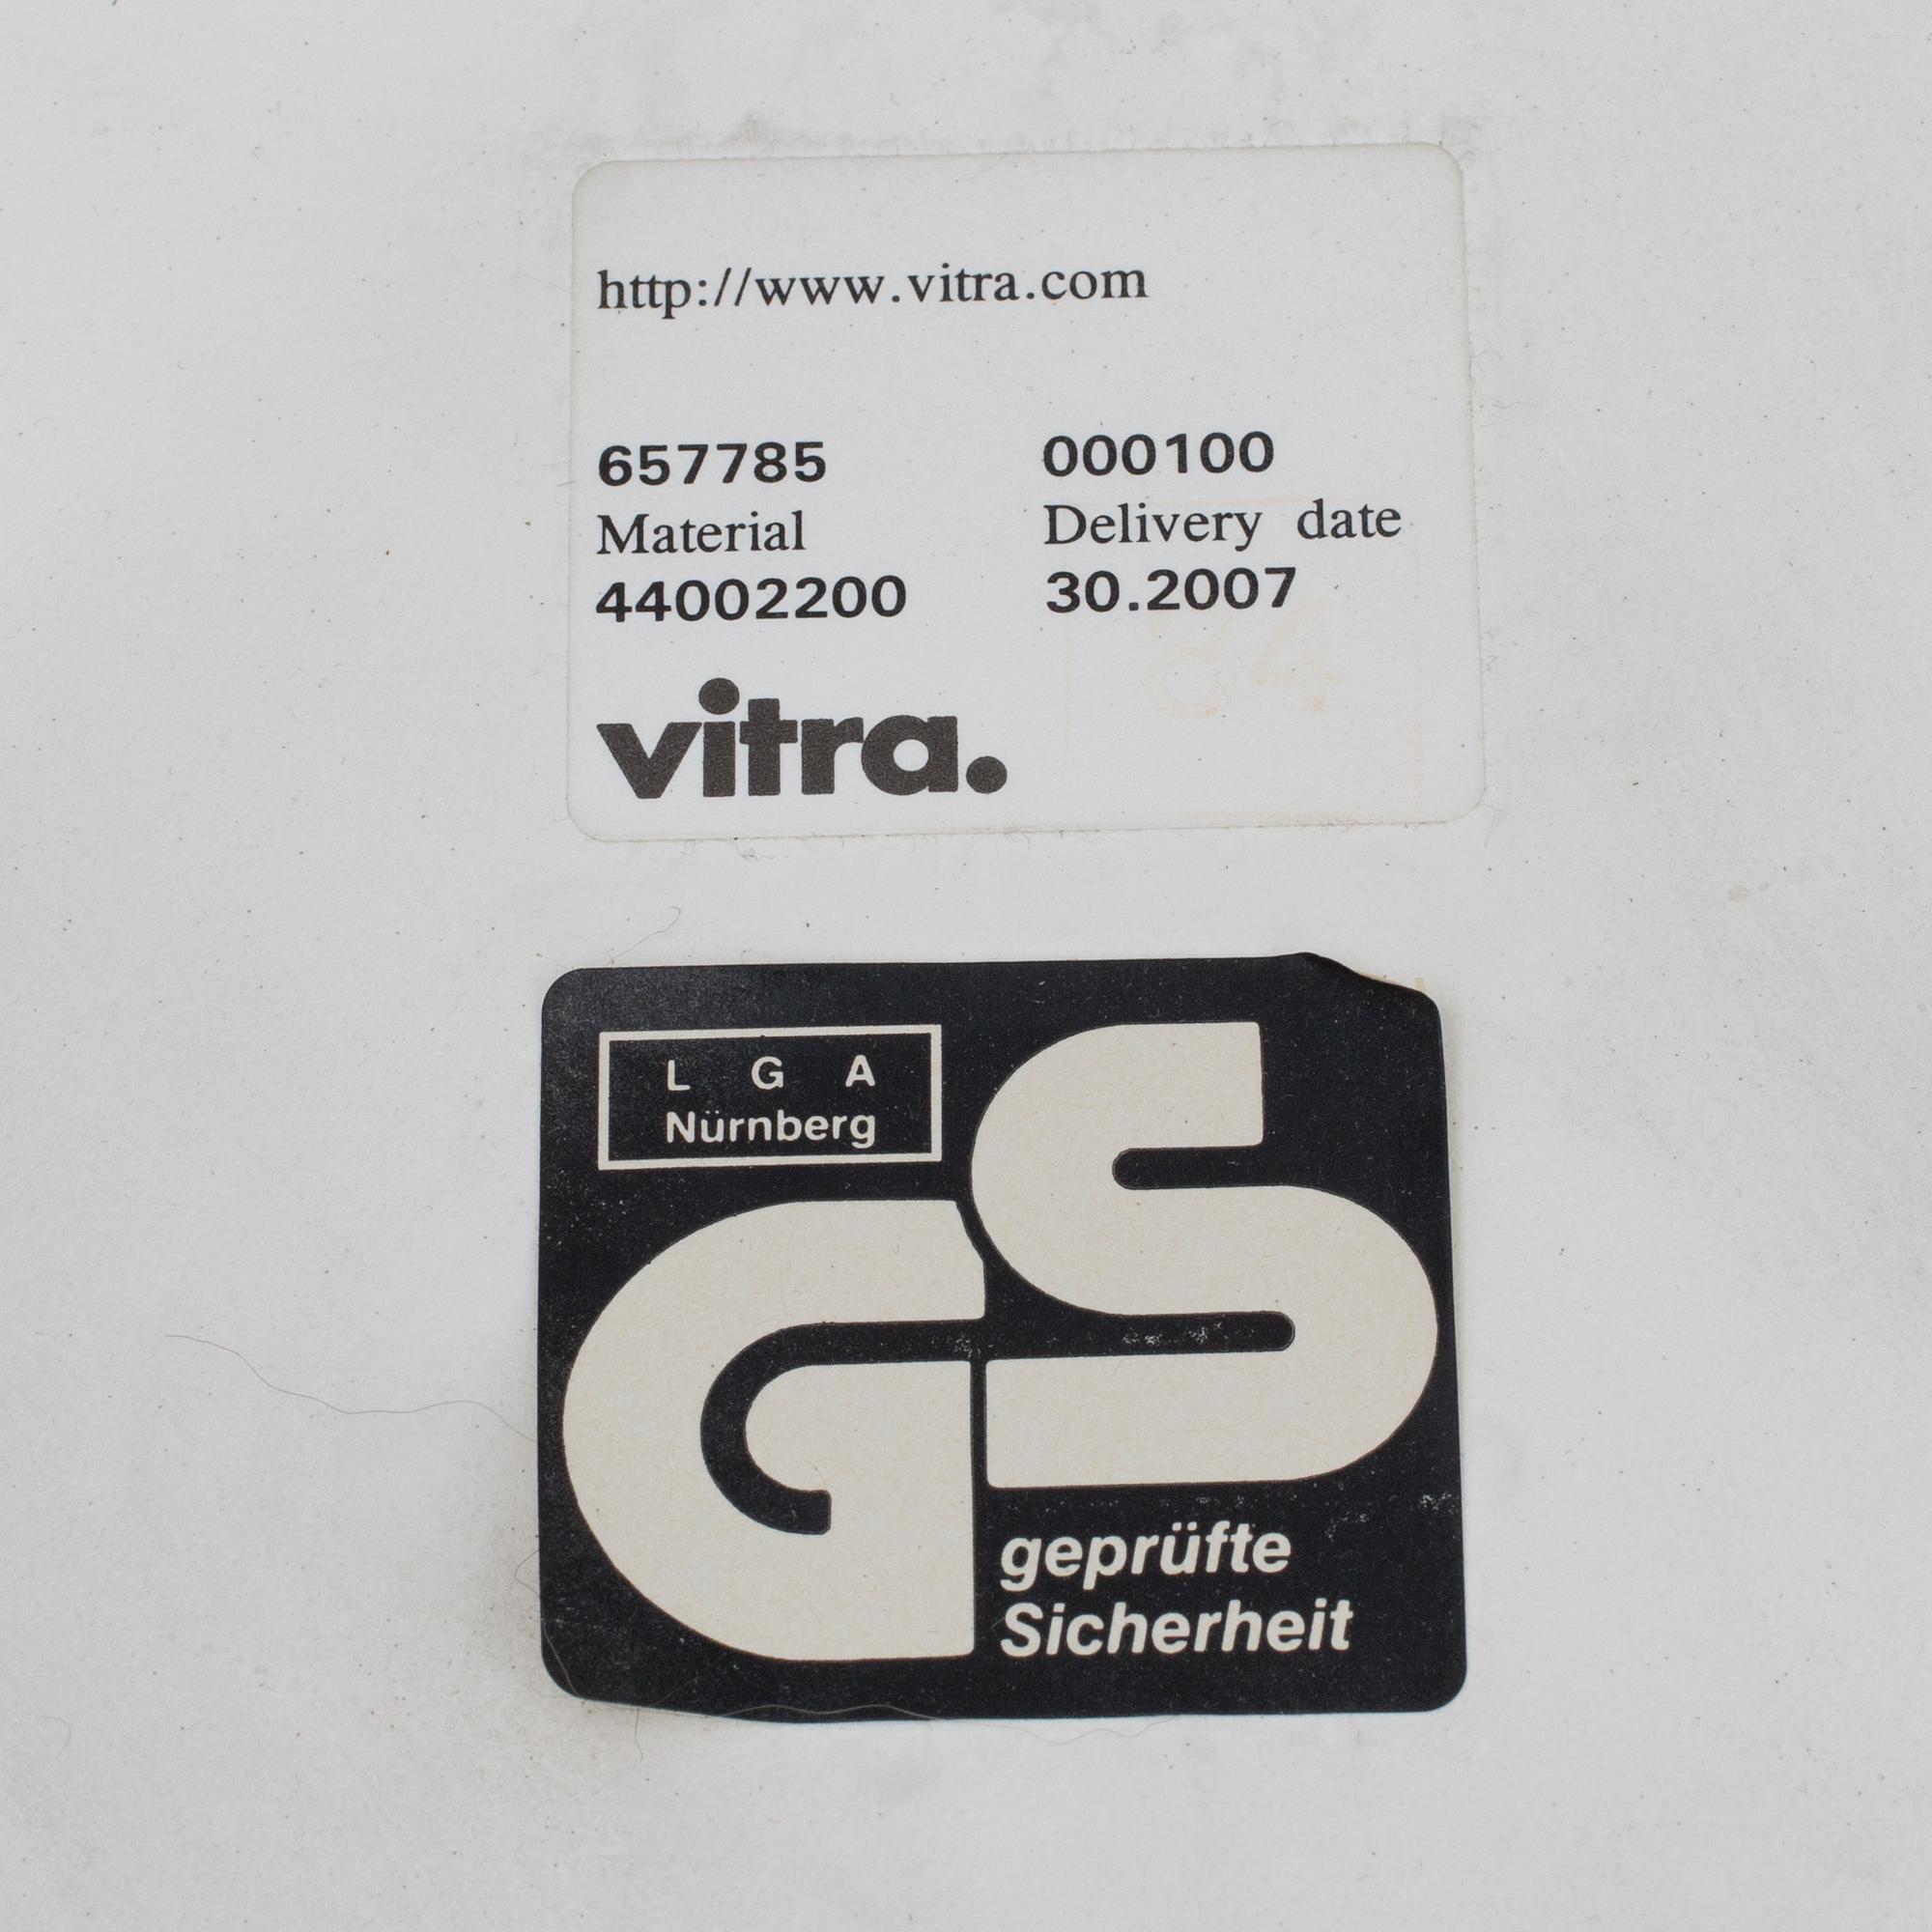 http://www.vitra.com
657785 000100
Material Delivery date
44002200 30.2007
vitra.
L G A
Nürnberg
GS
geprüfte
Sicherheit